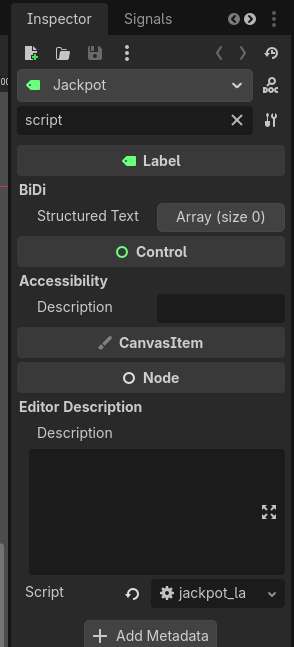 Inspector
Signals
Jackpot
DOC
script
Label
BiDi
Structured Text
Array (size 0)
Control
Accessibility
Description
CanvasItem
Node
Editor Description
Description
Script
jackpot_la
Add Metadata